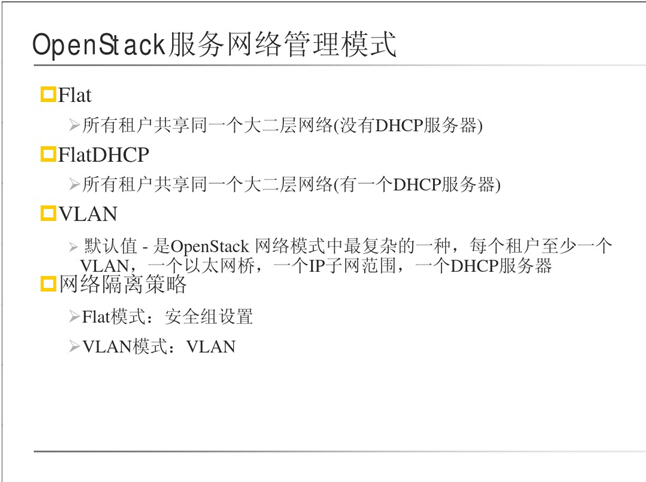 OpenStack服务网络管理模式
Flat
所有租户共享同一个大二层网络(没有DHCP服务器)
FlatDHCP
所有租户共享同一个大二层网络(有一个DHCP服务器)
VLAN
默认值 - 是OpenStack 网络模式中最复杂的一种，每个租户至少一个
VLAN，一个以太网桥，一个IP子网范围，一个DHCP服务器
网络隔离策略
Flat模式：安全组设置
VLAN模式：VLAN